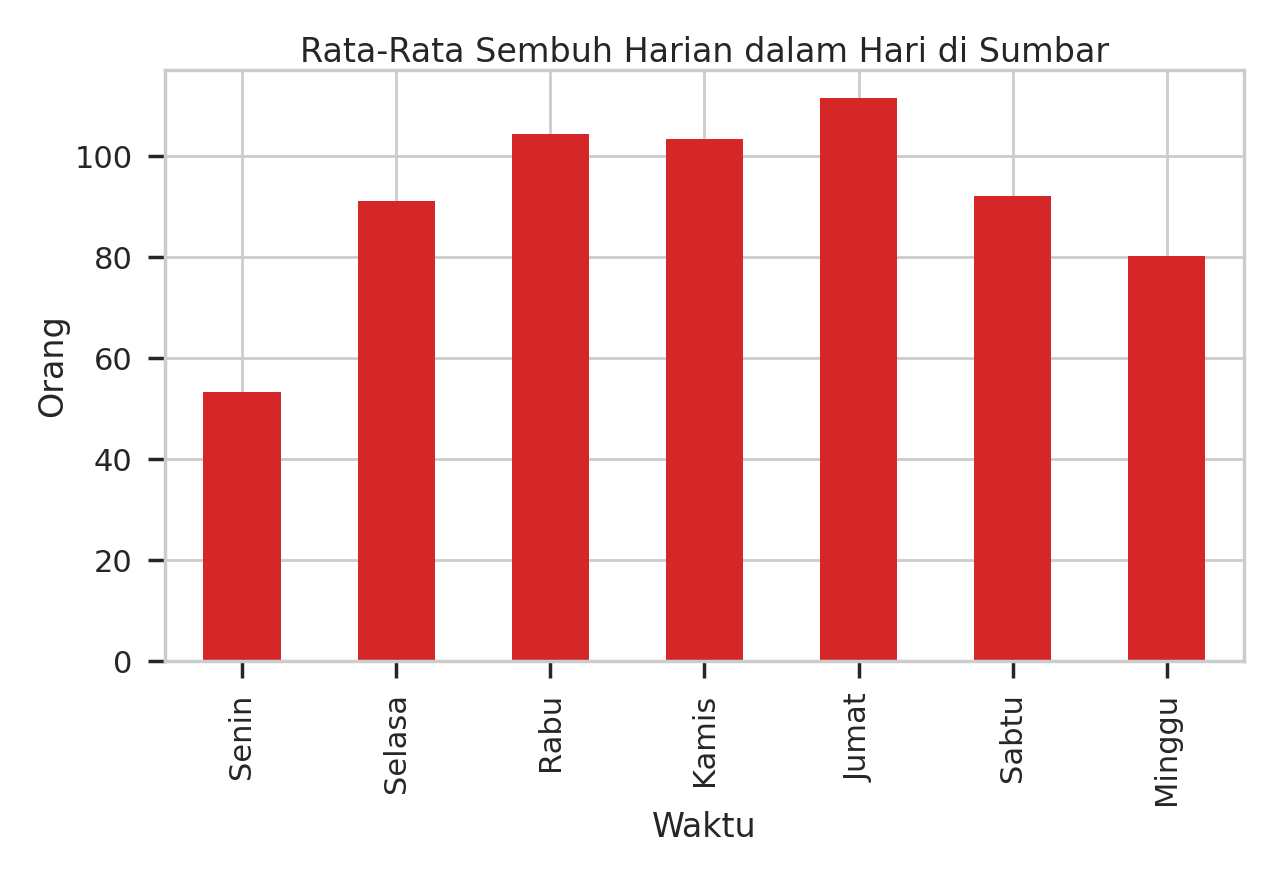 Rata-Rata Sembuh Harian dalam Hari di Sumbar
Orang
100
80
60
40
20
0
Senin
Selasa
Rabu
Kamis
Jumat
Sabtu
Minggu
Waktu